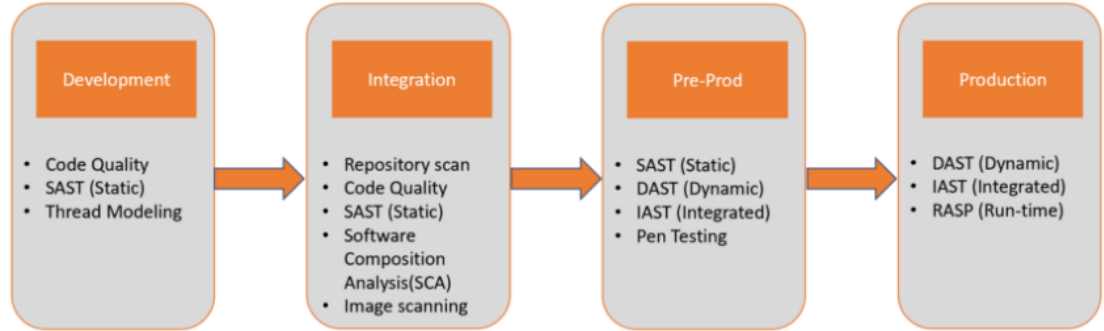 Development
• Code Quality
• SAST (Static)
• Thread Modeling
Integration
• Repository scan
• Code Quality
• SAST (Static)
• Software
Composition
Analysis(SCA)
• Image scanning
Pre-Prod
• SAST (Static)
• DAST (Dynamic)
• IAST (Integrated)
• Pen Testing
Production
• DAST (Dynamic)
• IAST (Integrated)
• RASP (Run-time)